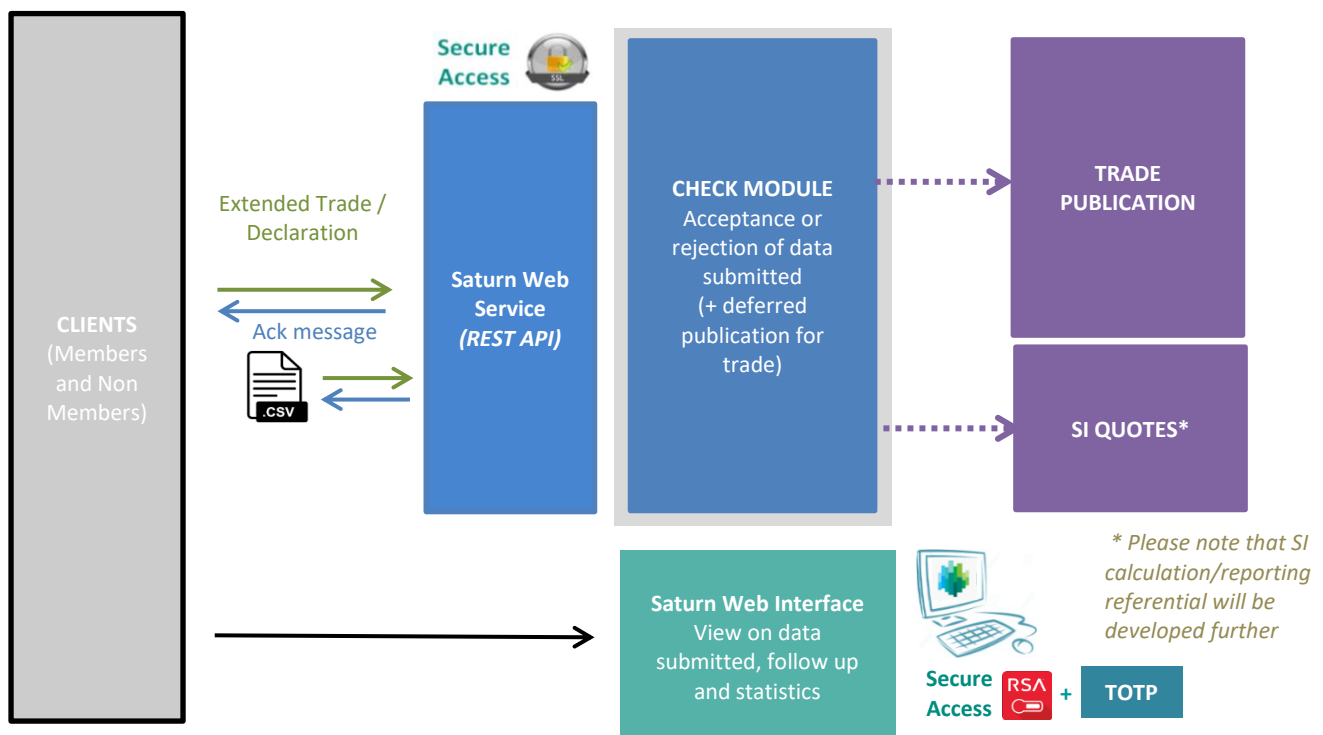 Secure
Access
SSL
CLIENTS
(Members
and Non
Members)
Extended Trade /
Declaration
Ack message
.CSV
Saturn Web
Service
(REST API)
CHECK MODULE
Acceptance or
rejection of data
submitted
(+ deferred
publication for
trade)
TRADE
PUBLICATION
SI QUOTES*
* Please note that SI
calculation/reporting
referential will be
developed further
Saturn Web Interface
View on data
submitted, follow up
and statistics
Secure
Access
RSA
+
TOTP